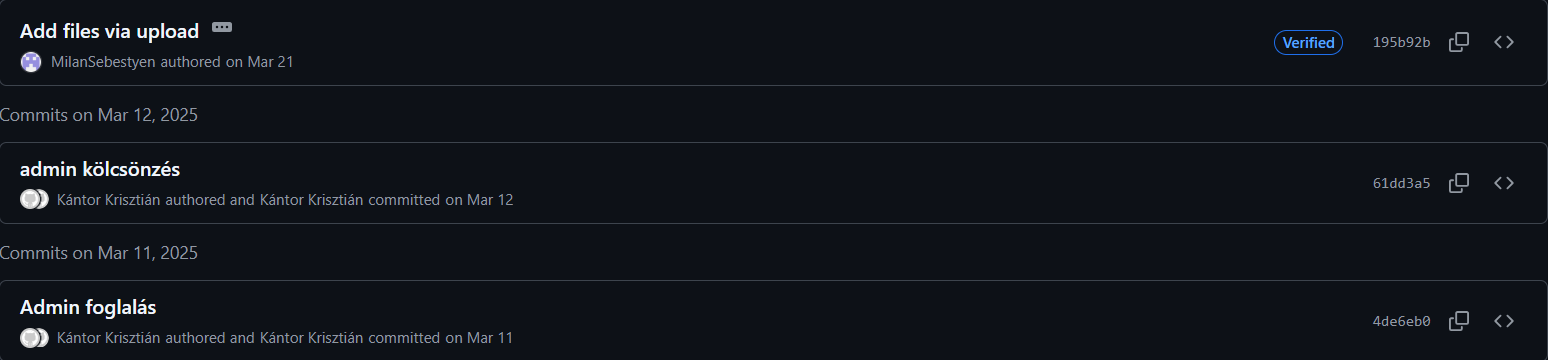 Add files via upload
MilanSebestyen authored on Mar 21
Verified
195b92b
Commits on Mar 12, 2025
admin kölcsönzés
Kántor Krisztián authored and Kántor Krisztián committed on Mar 12
61dd3a5
Commits on Mar 11, 2025
Admin foglalás
Kántor Krisztián authored and Kántor Krisztián committed on Mar 11
4de6eb0